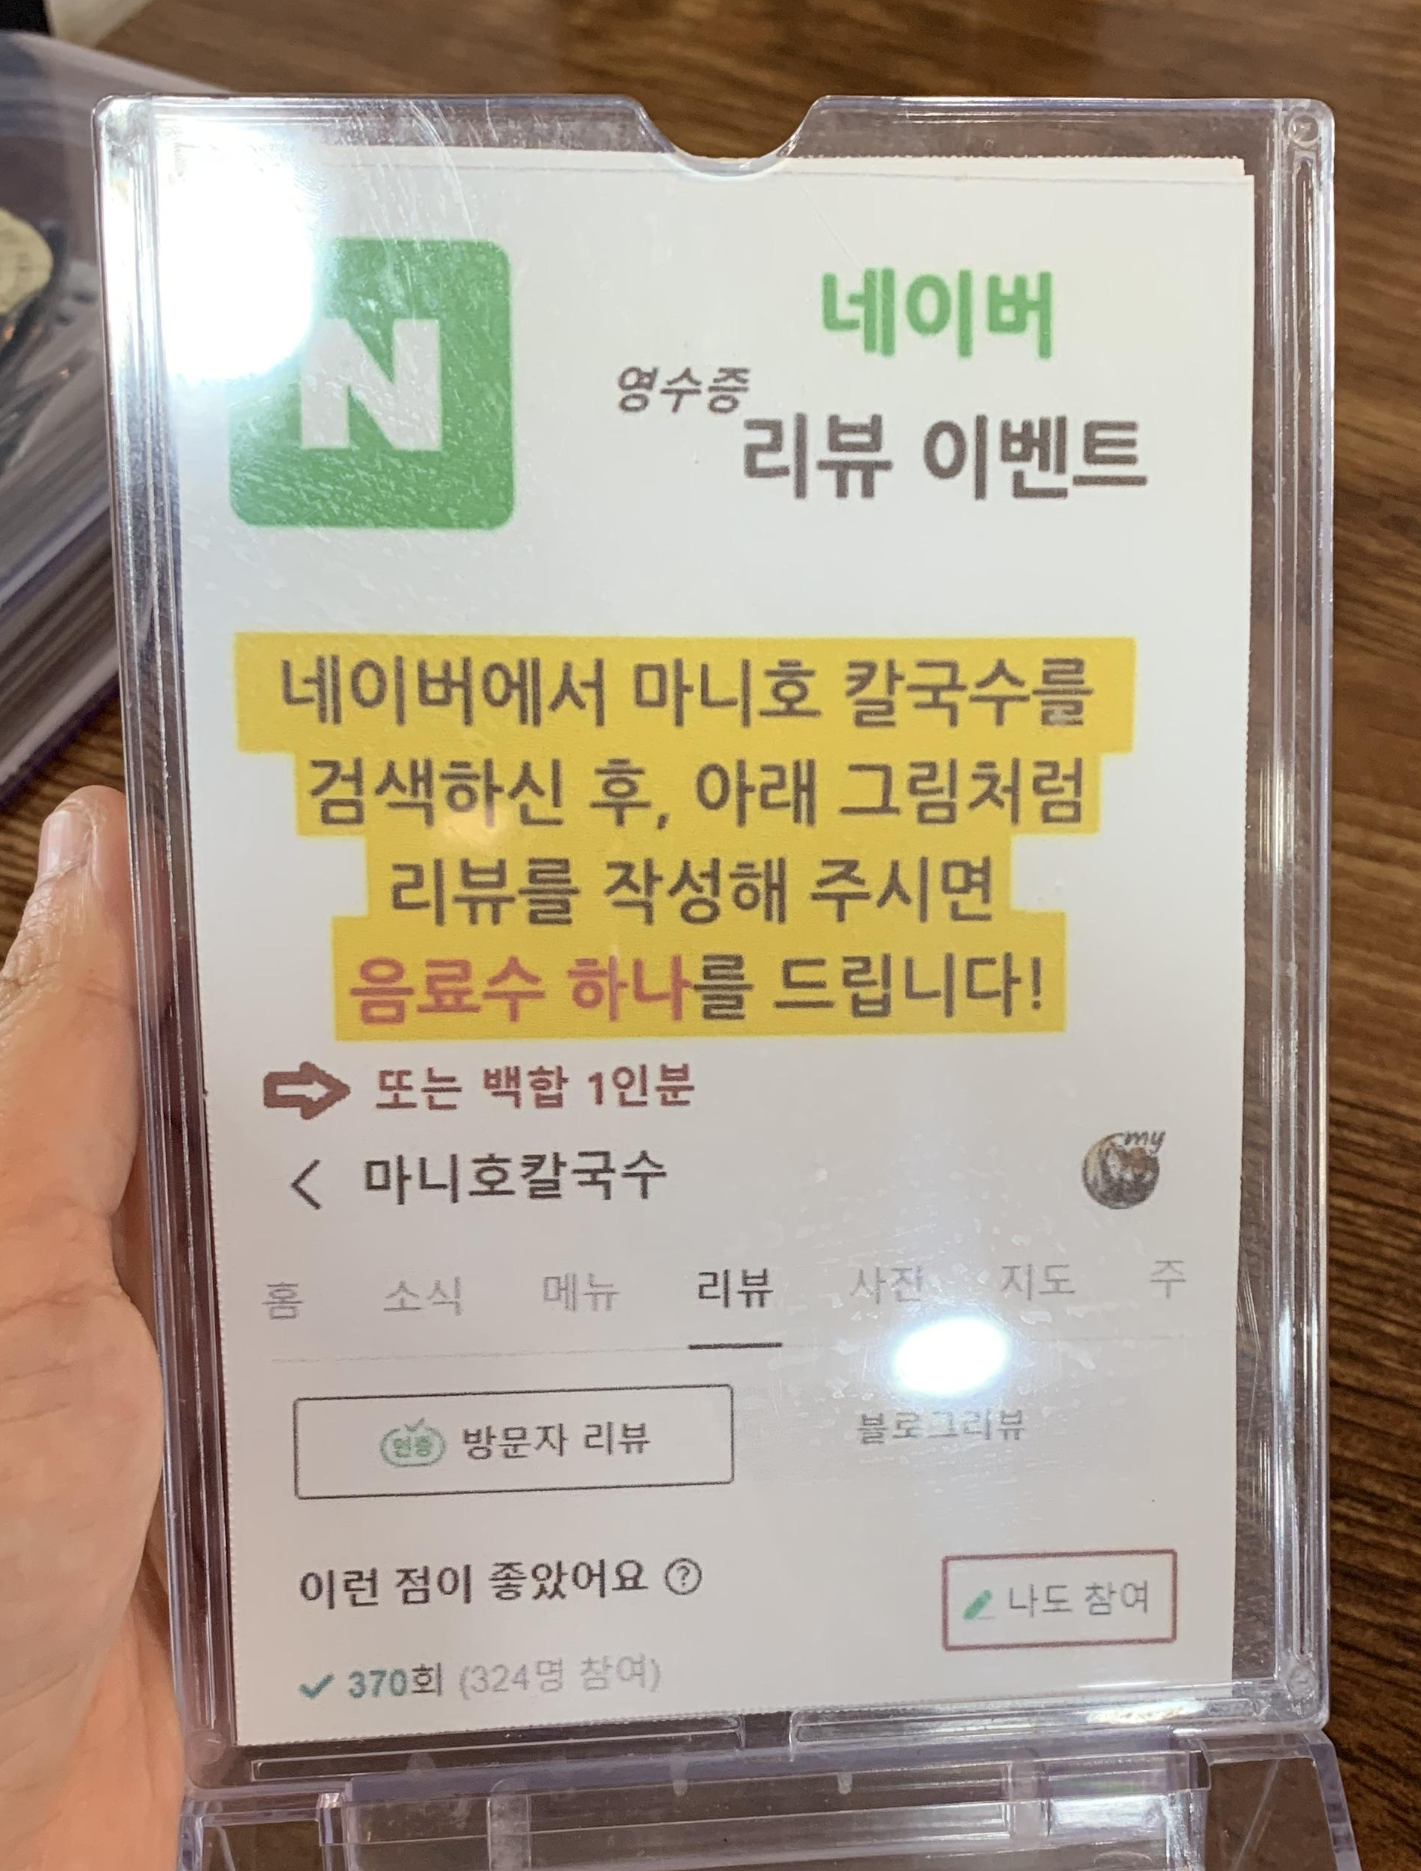 N
네이버
영수증
리뷰 이벤트
네이버에서 마니호 칼국수를
검색하신 후, 아래 그림처럼
리뷰를 작성해 주시면
음료수 하나를 드립니다!
또는 백합 1인분
my
< 마니호칼국수
홈 소식 메뉴 리뷰 사진 지도 주
인증 방문자 리뷰 블로그리뷰
이런 점이 좋았어요 ?
나도 참여
370회 (324명 참여)